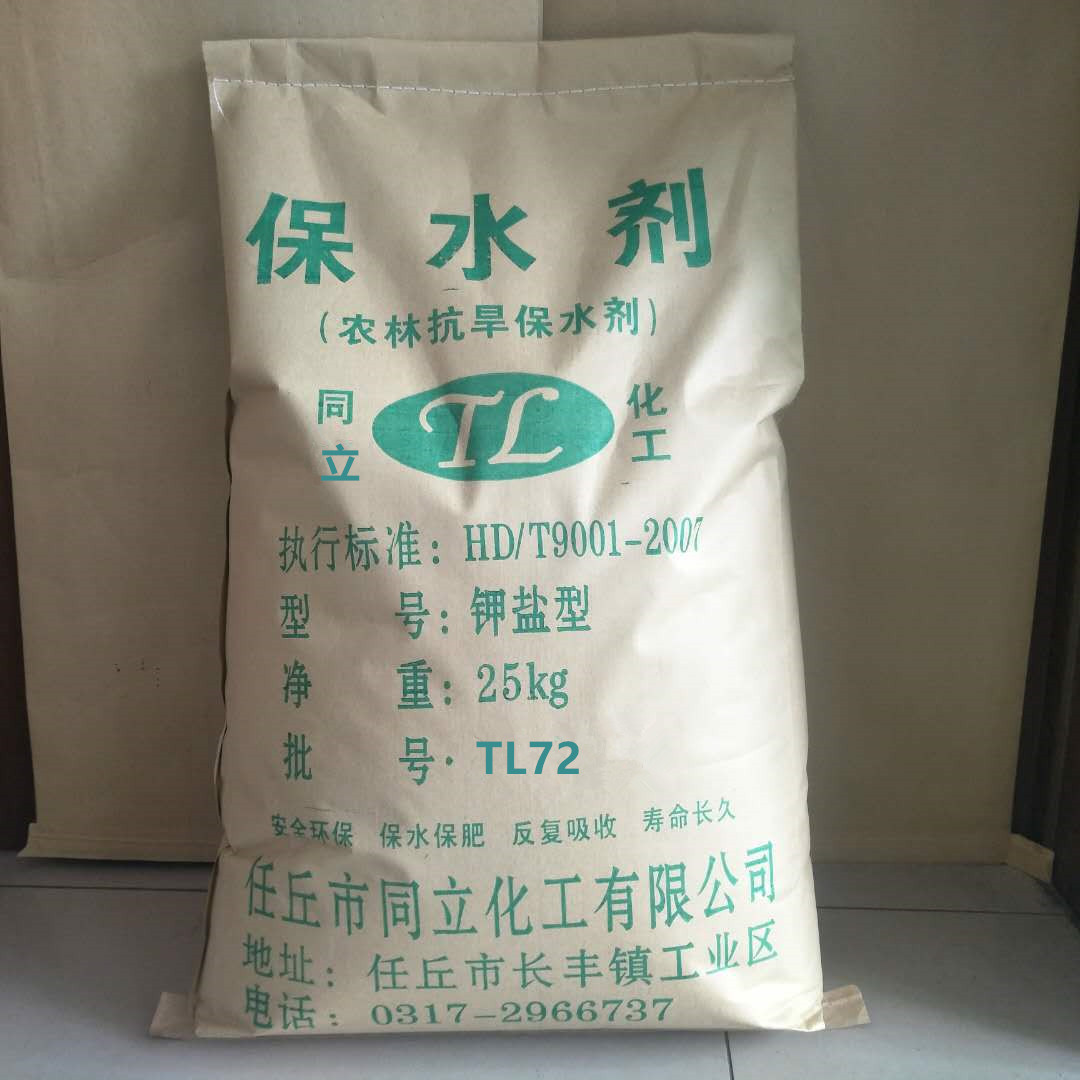 保水剂
(农林抗旱保水剂)
同立 TL 化工
执行标准: HD/T9001-2007
型 号: 钾盐型
净 重: 25kg
批 号: TL72
安全环保 保水保肥 反复吸收 寿命长久
任丘市同立化工有限公司
地址: 任丘市长丰镇工业区
电话: 0317-2966737